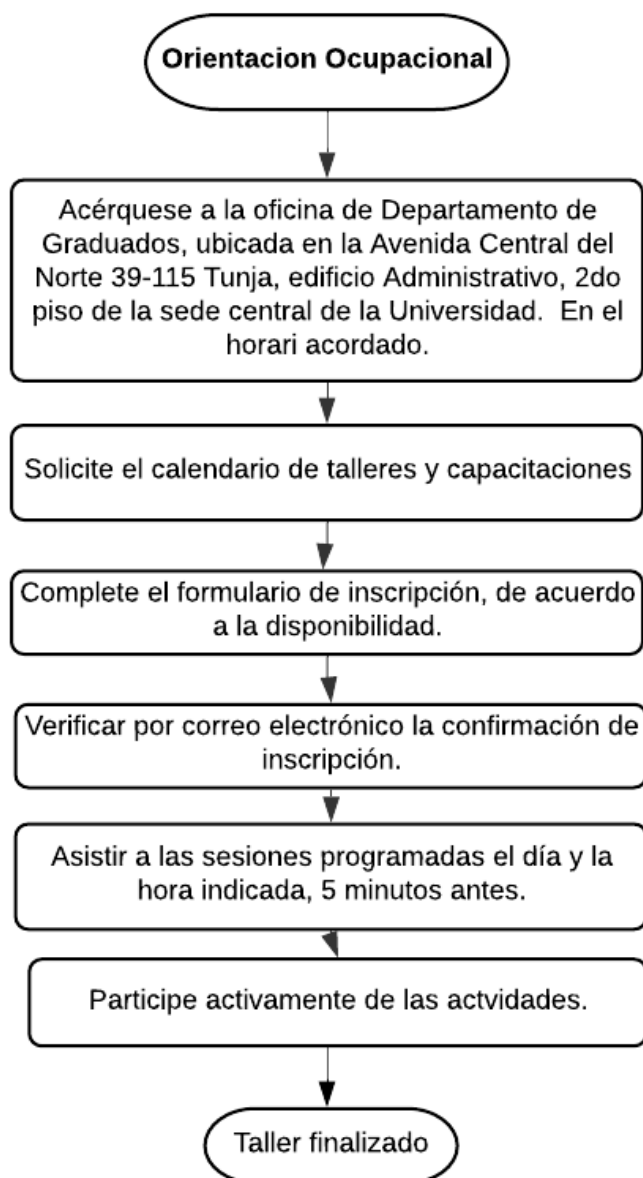 Orientacion Ocupacional
Acérquese a la oficina de Departamento de
Graduados, ubicada en la Avenida Central del
Norte 39-115 Tunja, edificio Administrativo, 2do
piso de la sede central de la Universidad.  En el
horari acordado.
Solicite el calendario de talleres y capacitaciones
Complete el formulario de inscripción, de acuerdo
a la disponibilidad.
Verificar por correo electrónico la confirmación de
inscripción.
Asistir a las sesiones programadas el día y la
hora indicada, 5 minutos antes.
Participe activamente de las actvidades.
Taller finalizado